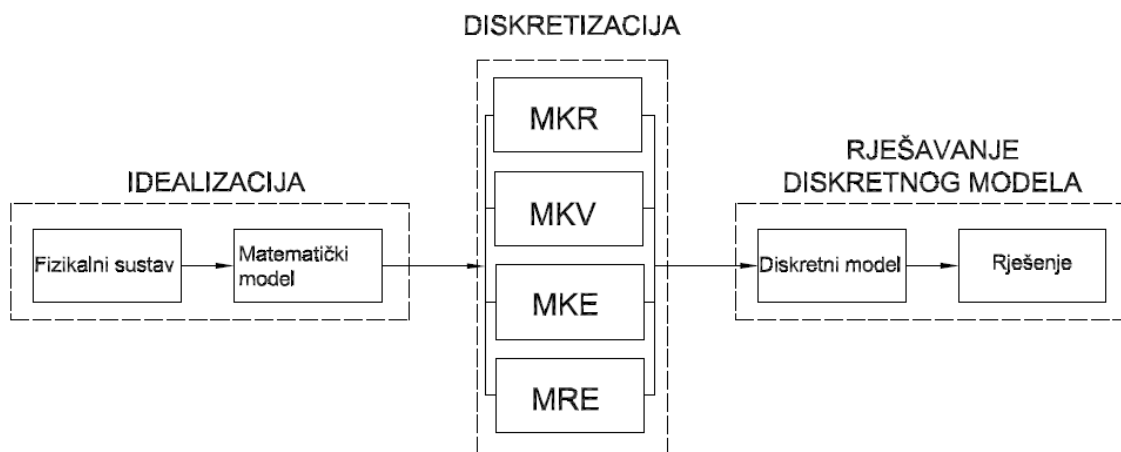 IDEALIZACIJA
Fizikalni sustav
Matematički
model
DISKRETIZACIJA
MKR
MKV
MKE
MRE
RJEŠAVANJE
DISKRETNOG MODELA
Diskretni model
Rješenje